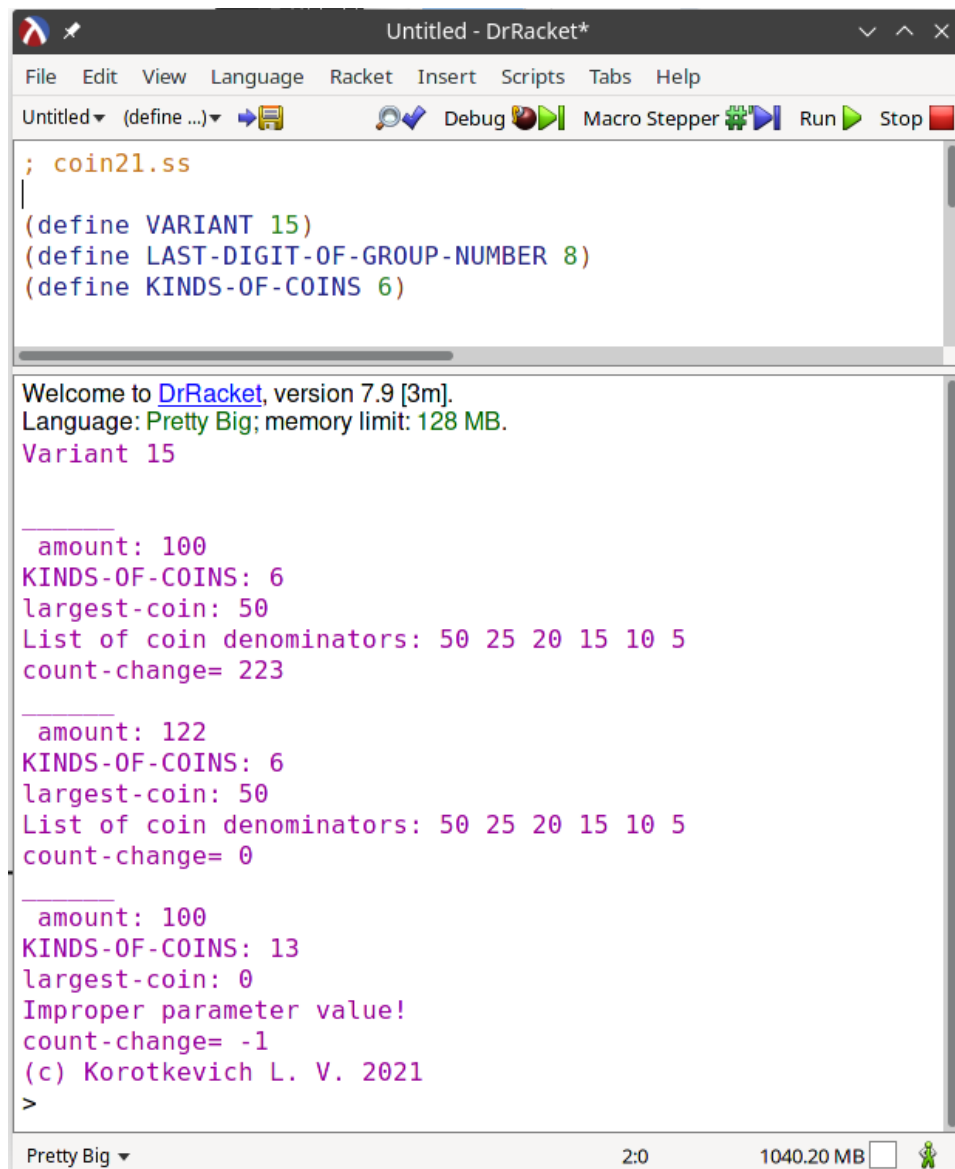 Untitled - DrRacket*
File Edit View Language Racket Insert Scripts Tabs Help
Untitled (define ...) Debug Macro Stepper Run Stop
; coin21.ss
(define VARIANT 15)
(define LAST-DIGIT-OF-GROUP-NUMBER 8)
(define KINDS-OF-COINS 6)
Welcome to DrRacket, version 7.9 [3m].
Language: Pretty Big; memory limit: 128 MB.
Variant 15
______
amount: 100
KINDS-OF-COINS: 6
largest-coin: 50
List of coin denominators: 50 25 20 15 10 5
count-change= 223
______
amount: 122
KINDS-OF-COINS: 6
largest-coin: 50
List of coin denominators: 50 25 20 15 10 5
count-change= 0
______
amount: 100
KINDS-OF-COINS: 13
largest-coin: 0
Improper parameter value!
count-change= -1
(c) Korotkevich L. V. 2021
>
Pretty Big 2:0 1040.20 MB